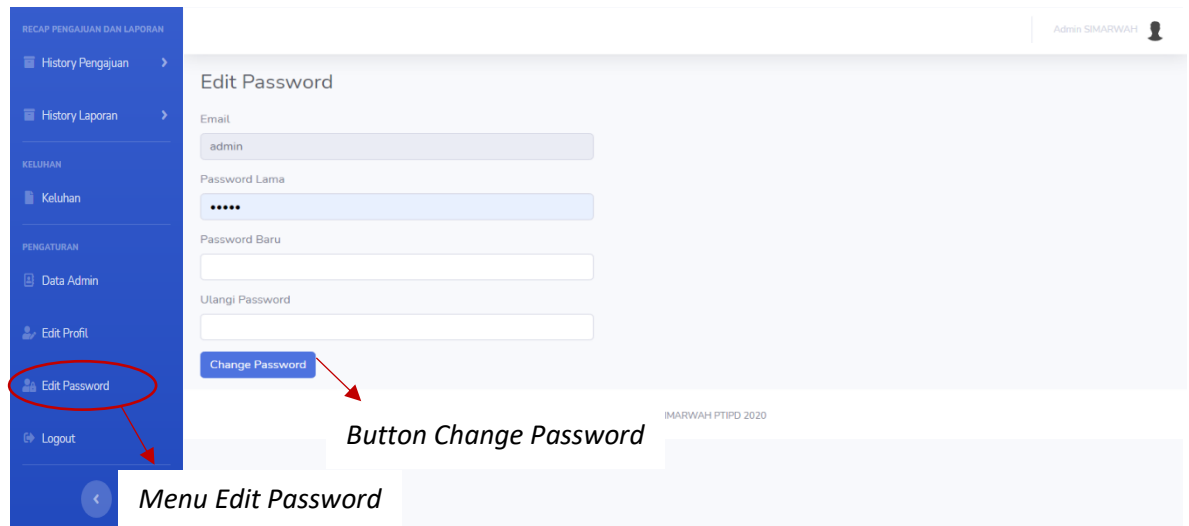 RECAP PENGAJUAN DAN LAPORAN
History Pengajuan
History Laporan
KELUHAN
Keluhan
PENGATURAN
Data Admin
Edit Profil
Edit Password
Logout
Admin SIMARWAH
Edit Password
Email
admin
Password Lama
Password Baru
Ulangi Password
Change Password
IMARWAH PTIPD 2020
Button Change Password
Menu Edit Password